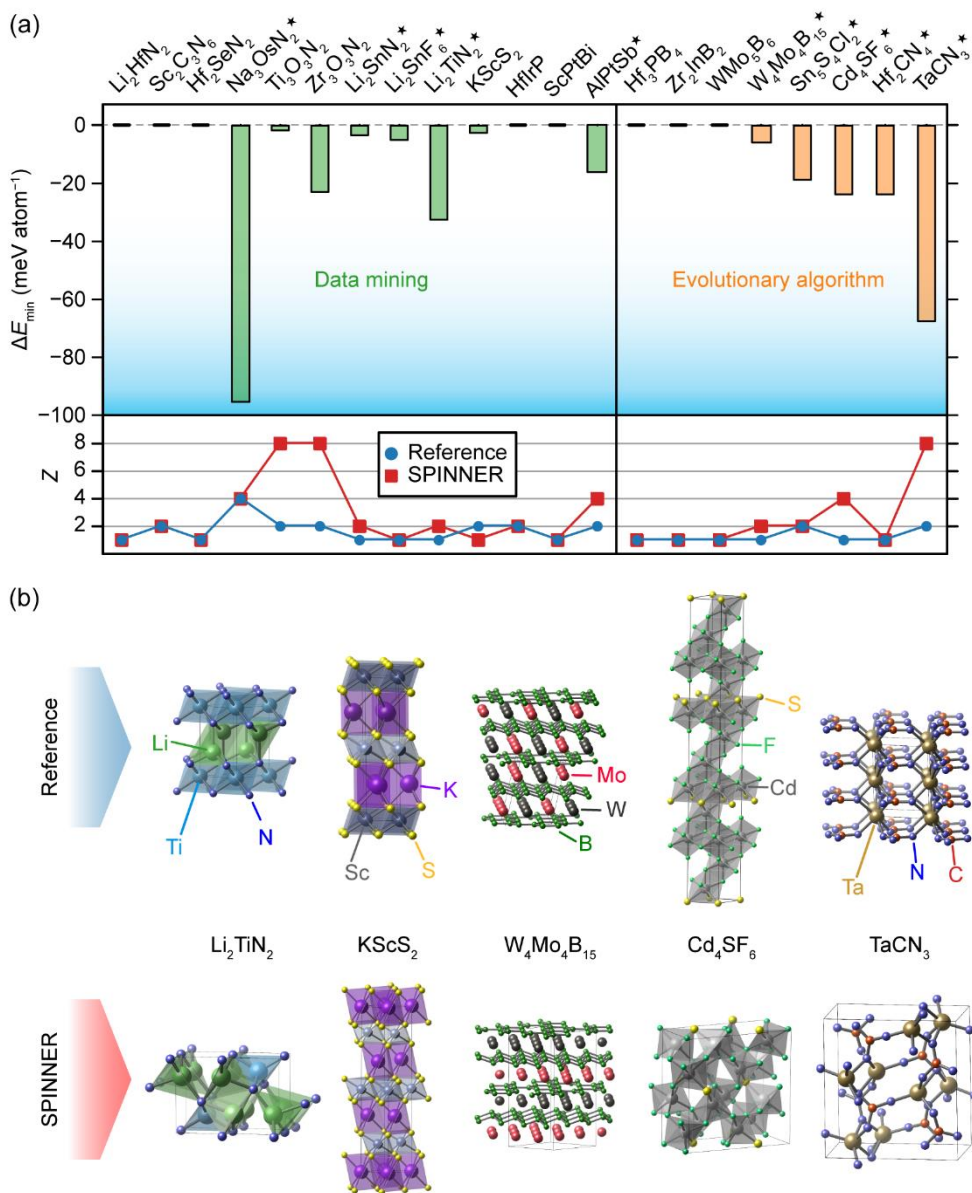 (a)
Li₂HfN₂
Sc₂C₃N₆
Hf₂SeN₂
Na₃OsN₂★
Ti₃O₃N₂
Zr₃O₃N₂
Li₂SnN₂★
Li₂SnF₆★
Li₂TiN₂★
KScS₂
HfIrP
ScPtBi
AlPtSb★
Hf₃PB₄
Zr₂InB₂
WMo₅B₆
W₄Mo₄B₁₅★
Sn₅S₄Cl₂★
Cd₄SF₆★
Hf₂CN₄★
TaCN₃★
0
−20
−40
−60
−80
−100
ΔE_min (meV atom⁻¹)
Data mining
Evolutionary algorithm
8
6
4
2
Z
Reference
SPINNER
(b)
Reference
Li
Ti
N
K
Sc
S
Mo
W
B
S
F
Cd
Ta
N
C
Li₂TiN₂
KScS₂
W₄Mo₄B₁₅
Cd₄SF₆
TaCN₃
SPINNER